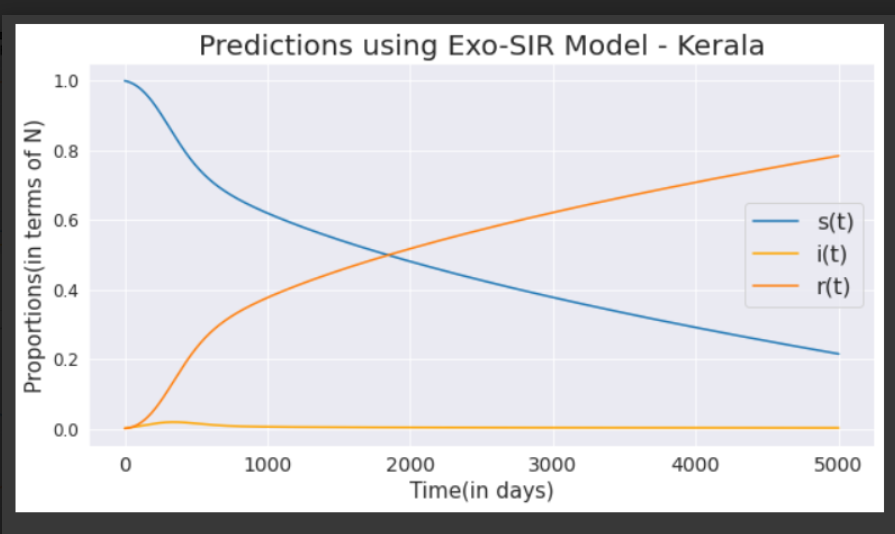 Predictions using Exo-SIR Model - Kerala
Proportions(in terms of N)
1.0
0.8
0.6
0.4
0.2
0.0
s(t)
i(t)
r(t)
0 1000 2000 3000 4000 5000
Time(in days)